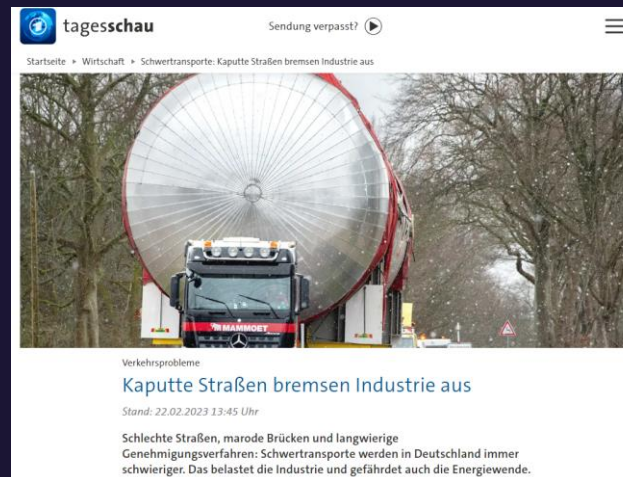 tagesschau
Sendung verpasst?
Startseite ▸ Wirtschaft ▸ Schwertransporte: Kaputte Straßen bremsen Industrie aus
MAMMOET
Verkehrsprobleme
Kaputte Straßen bremsen Industrie aus
Stand: 22.02.2023 13:45 Uhr
Schlechte Straßen, marode Brücken und langwierige
Genehmigungsverfahren: Schwertransporte werden in Deutschland immer
schwieriger. Das belastet die Industrie und gefährdet auch die Energiewende.